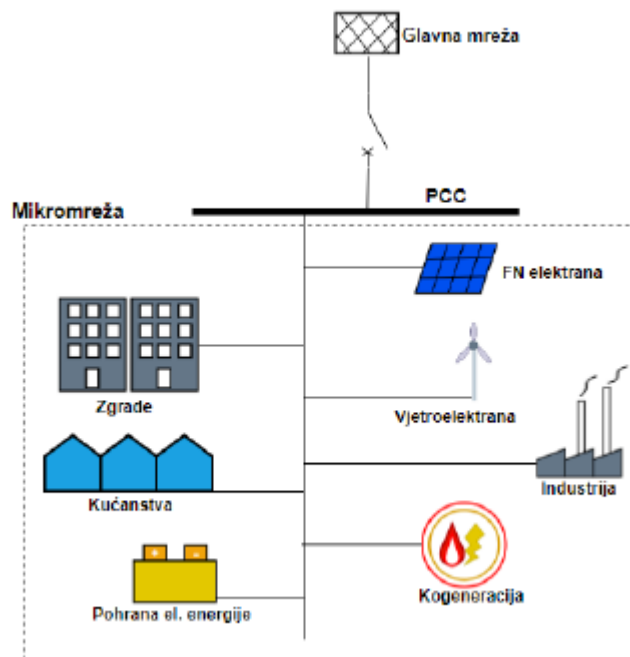 Glavna mreža
PCC
Mikromreža
FN elektrana
Zgrade
Vjetroelektrana
Kućanstva
Industrija
+ -
Pohrana el. energije
Kogeneracija